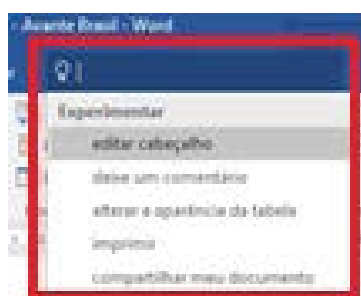 - Avante Brasil - Word
Experimentar
editar cabeçalho
deixe um comentário
alterar a aparência da tabela
imprimir
compartilhar meu documento